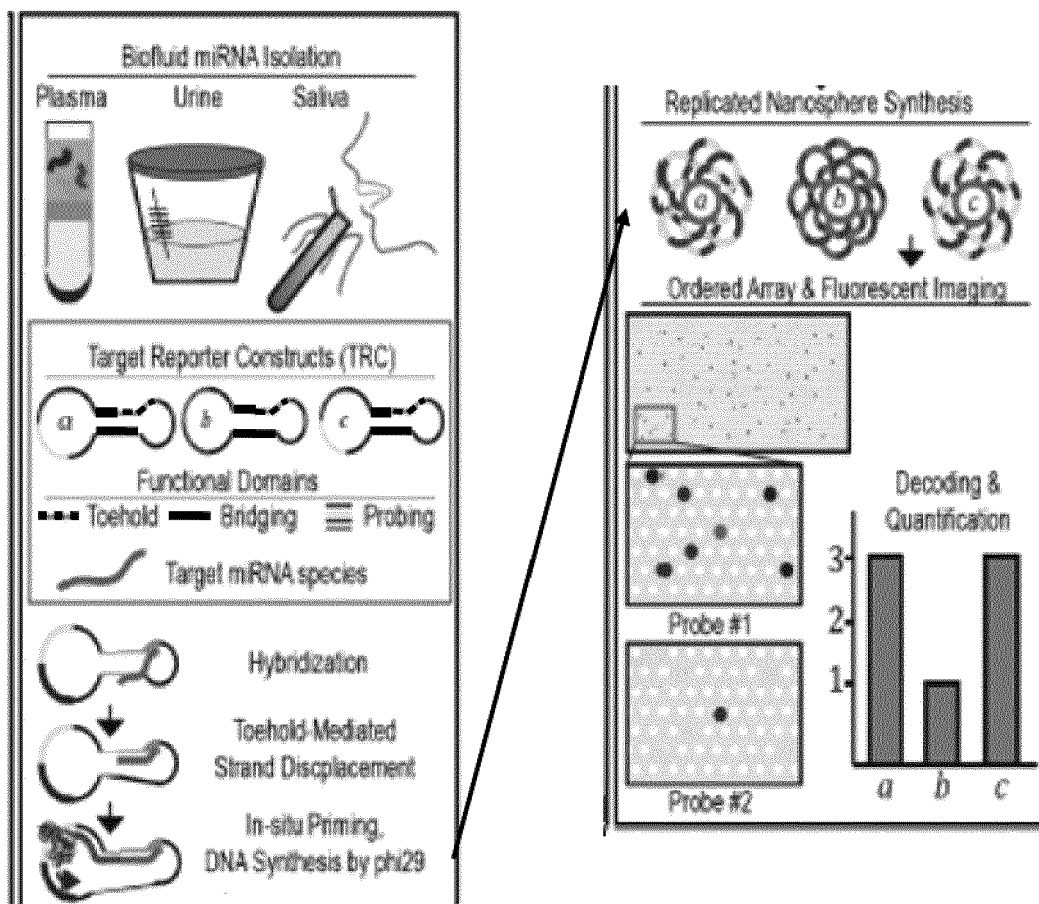 Biofluid miRNA Isolation
Plasma Urine Saliva
Target Reporter Constructs (TRC)
a b c
Functional Domains
Toehold Bridging Probing
Target miRNA species
Hybridization
Toehold-Mediated
Strand Discplacement
In-situ Priming,
DNA Synthesis by phi29
Replicated Nanosphere Synthesis
a b c
Ordered Array & Fluorescent Imaging
Probe #1
Probe #2
Decoding &
Quantification
3
2
1
a b c